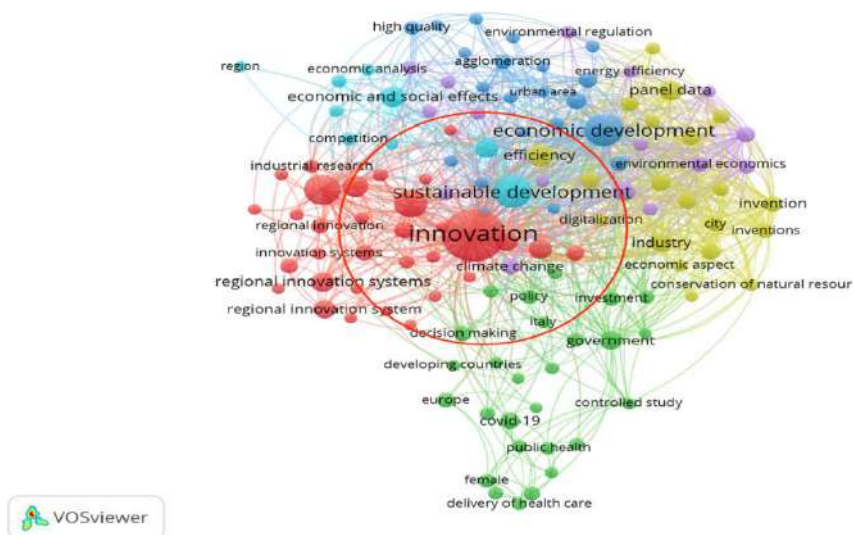 high quality
environmental regulation
region
economic analysis
agglomeration
energy efficiency
economic and social effects
urban area
panel data
competition
economic development
efficiency
industrial research
environmental economics
sustainable development
invention
regional innovation
digitalization
city
inventions
innovation
industry
innovation systems
climate change
economic aspect
regional innovation systems
conservation of natural resour
policy
investment
regional innovation system
italy
decision making
government
developing countries
europe
controlled study
covid-19
public health
female
delivery of health care
VOSviewer